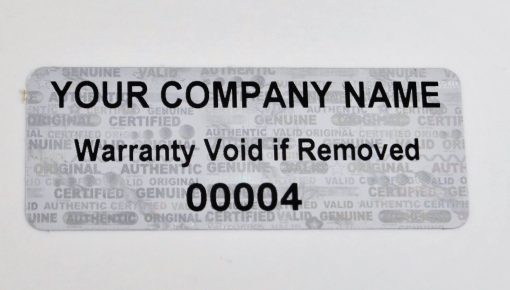 YOUR COMPANY NAME
Warranty Void if Removed
00004